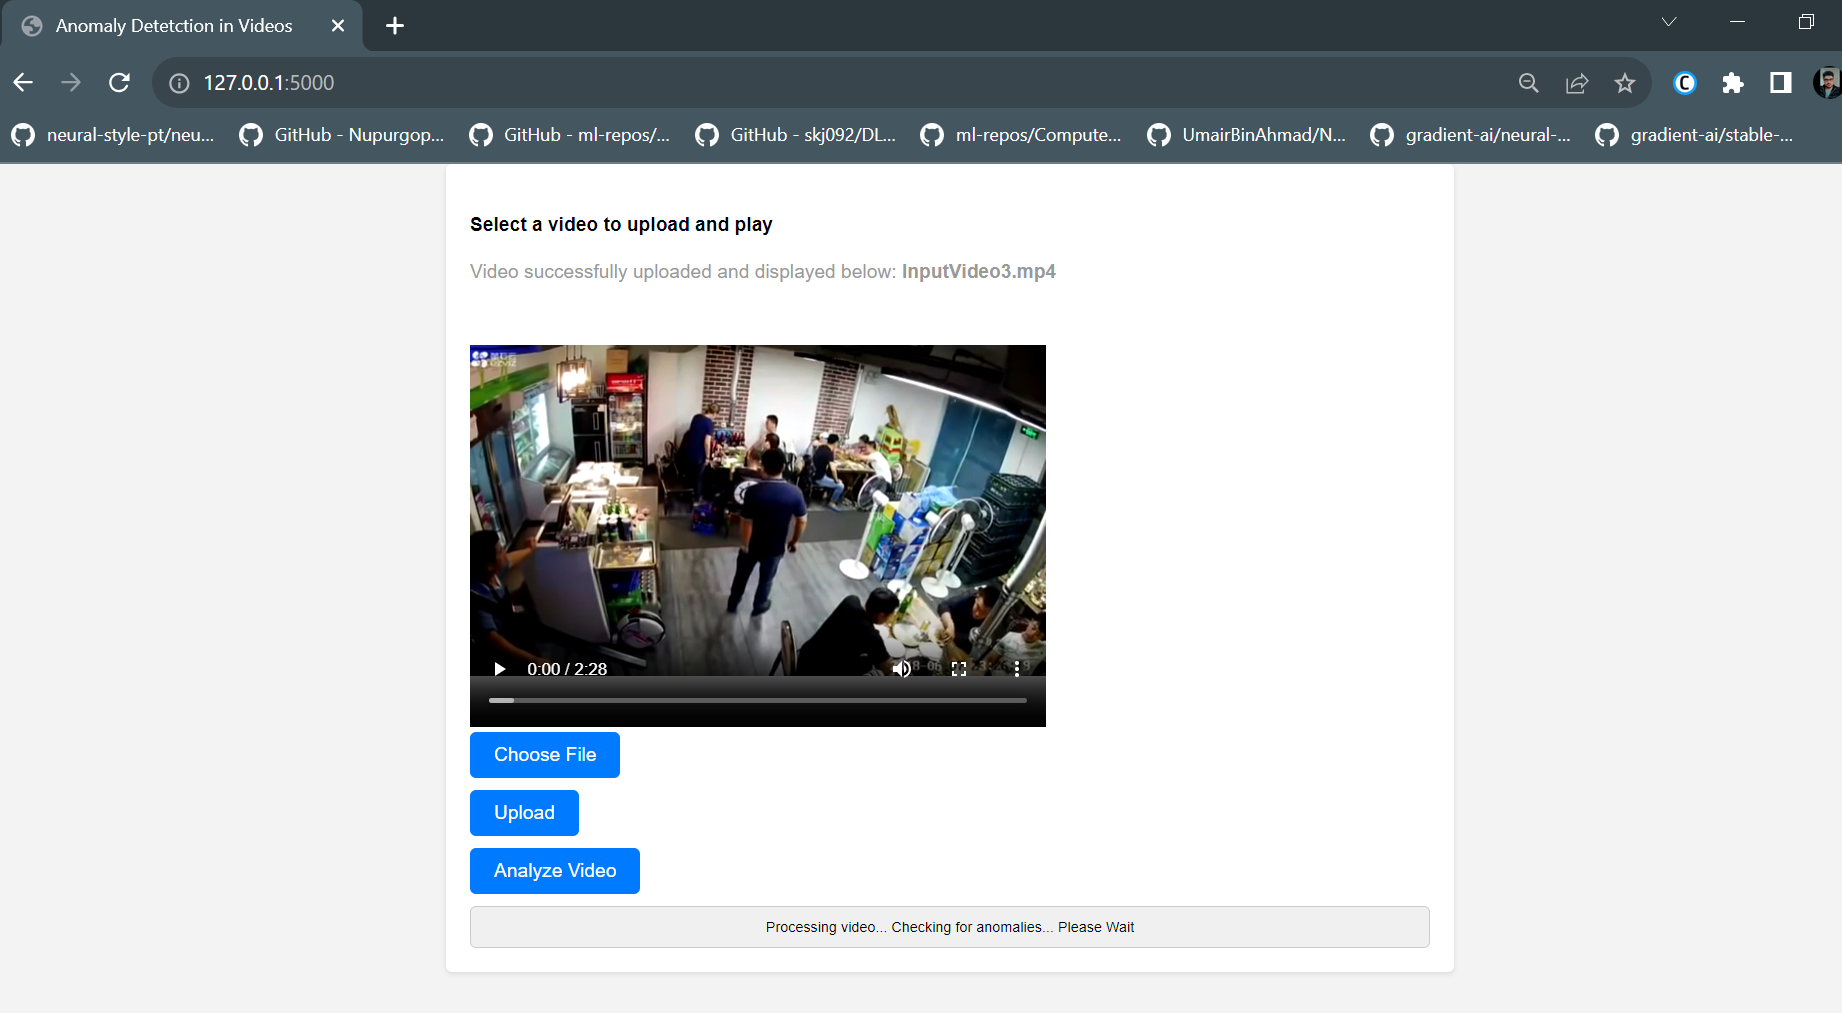 Anomaly Detetction in Videos
127.0.0.1:5000
neural-style-pt/neu...
GitHub - Nupurgop...
GitHub - ml-repos/...
GitHub - skj092/DL...
ml-repos/Compute...
UmairBinAhmad/N...
gradient-ai/neural-...
gradient-ai/stable-...
Select a video to upload and play
Video successfully uploaded and displayed below: InputVideo3.mp4
0:00 / 2:28
Choose File
Upload
Analyze Video
Processing video... Checking for anomalies... Please Wait